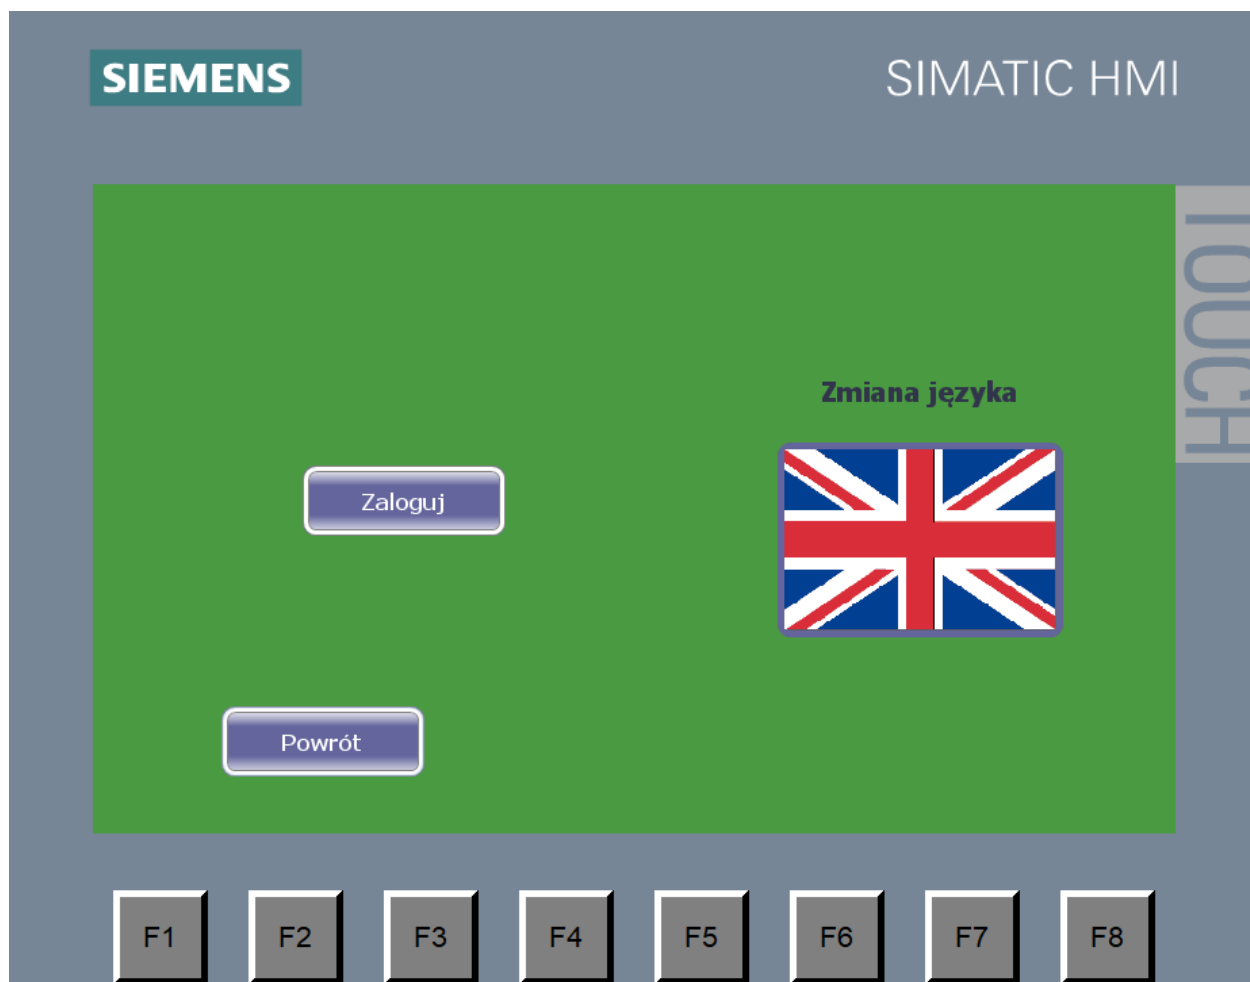 SIEMENS
SIMATIC HMI
TOUCH
Zmiana języka
Zaloguj
Powrót
F1
F2
F3
F4
F5
F6
F7
F8